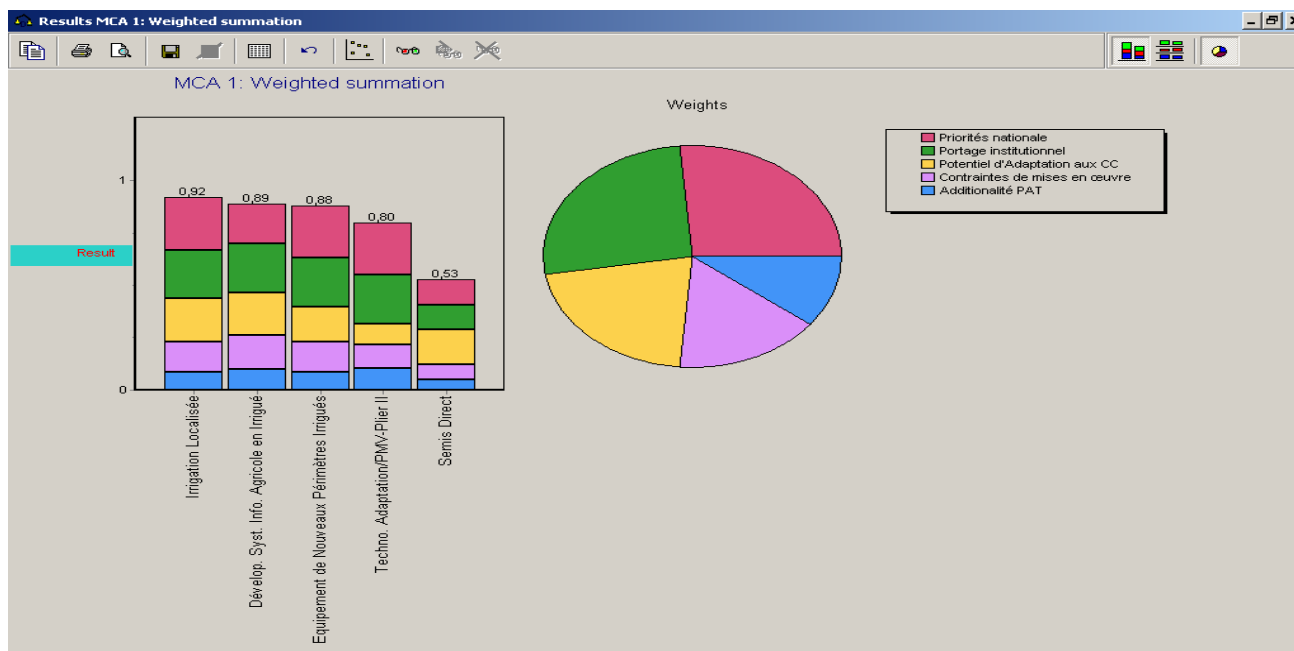 Results MCA 1: Weighted summation
MCA 1: Weighted summation
Weights
1
0
Result
0,92
0,89
0,88
0,80
0,53
Irrigation Localisée
Dévelop. Syst. Info. Agricole en Irrigué
Equipement de Nouveaux Périmètres Irrigués
Techno. Adaptation/PMV-Plier II
Semis Direct
Priorités nationale
Portage institutionnel
Potentiel d'Adaptation aux CC
Contraintes de mises en œuvre
Additionalité PAT